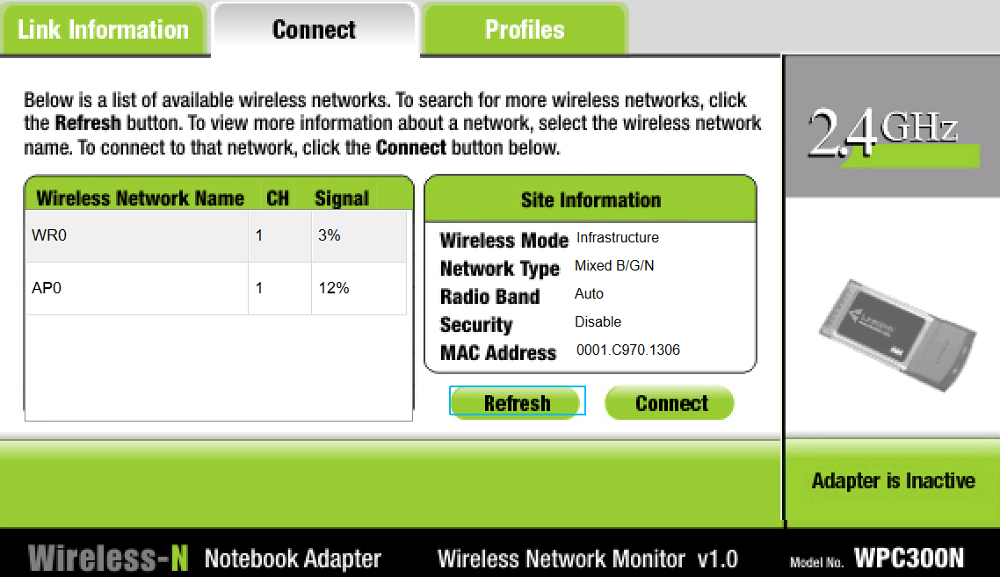 Link Information
Connect
Profiles
Below is a list of available wireless networks. To search for more wireless networks, click
the Refresh button. To view more information about a network, select the wireless network
name. To connect to that network, click the Connect button below.
2.4GHz
Wireless Network Name CH Signal
WR0 1 3%
AP0 1 12%
Site Information
Wireless Mode Infrastructure
Network Type Mixed B/G/N
Radio Band Auto
Security Disable
MAC Address 0001.C970.1306
Refresh
Connect
Adapter is Inactive
Wireless-N Notebook Adapter Wireless Network Monitor v1.0 Model No. WPC300N